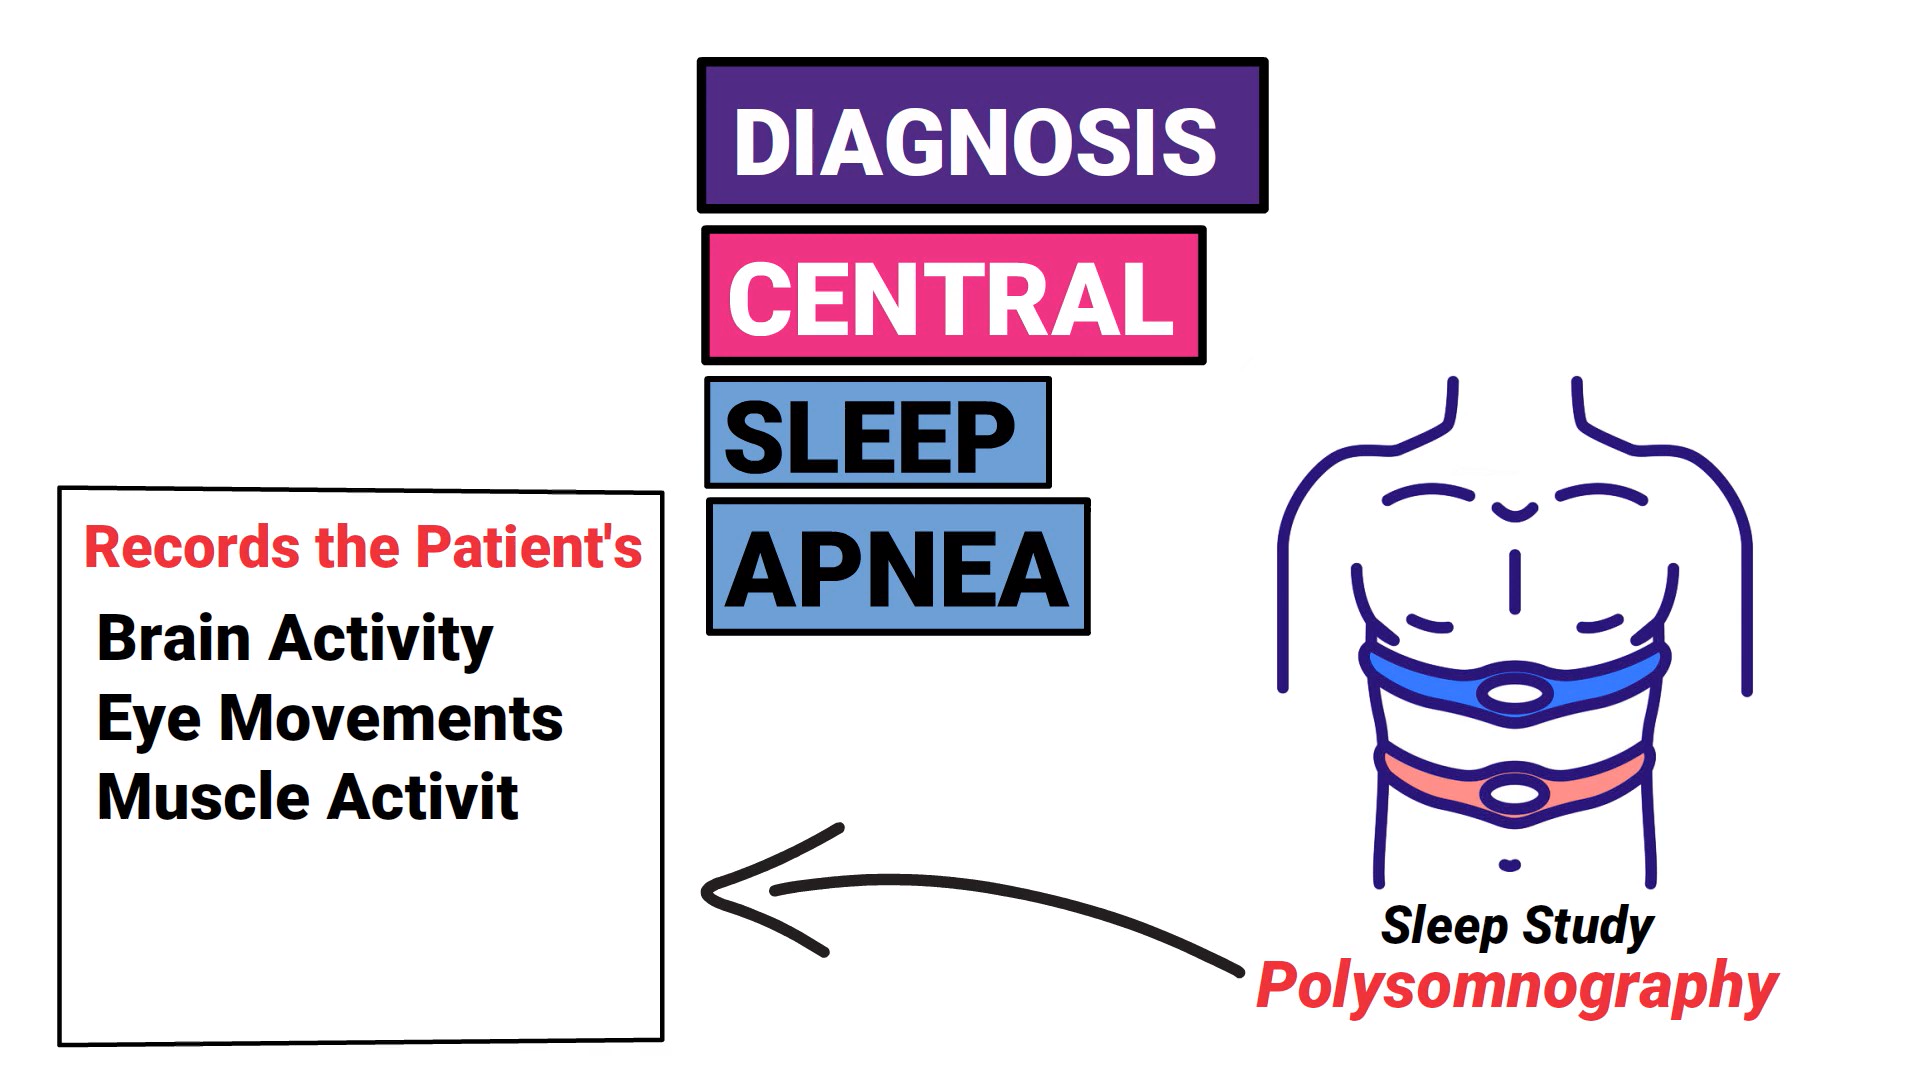 DIAGNOSIS
CENTRAL
SLEEP
APNEA
Records the Patient's
Brain Activity
Eye Movements
Muscle Activit
Sleep Study
Polysomnography